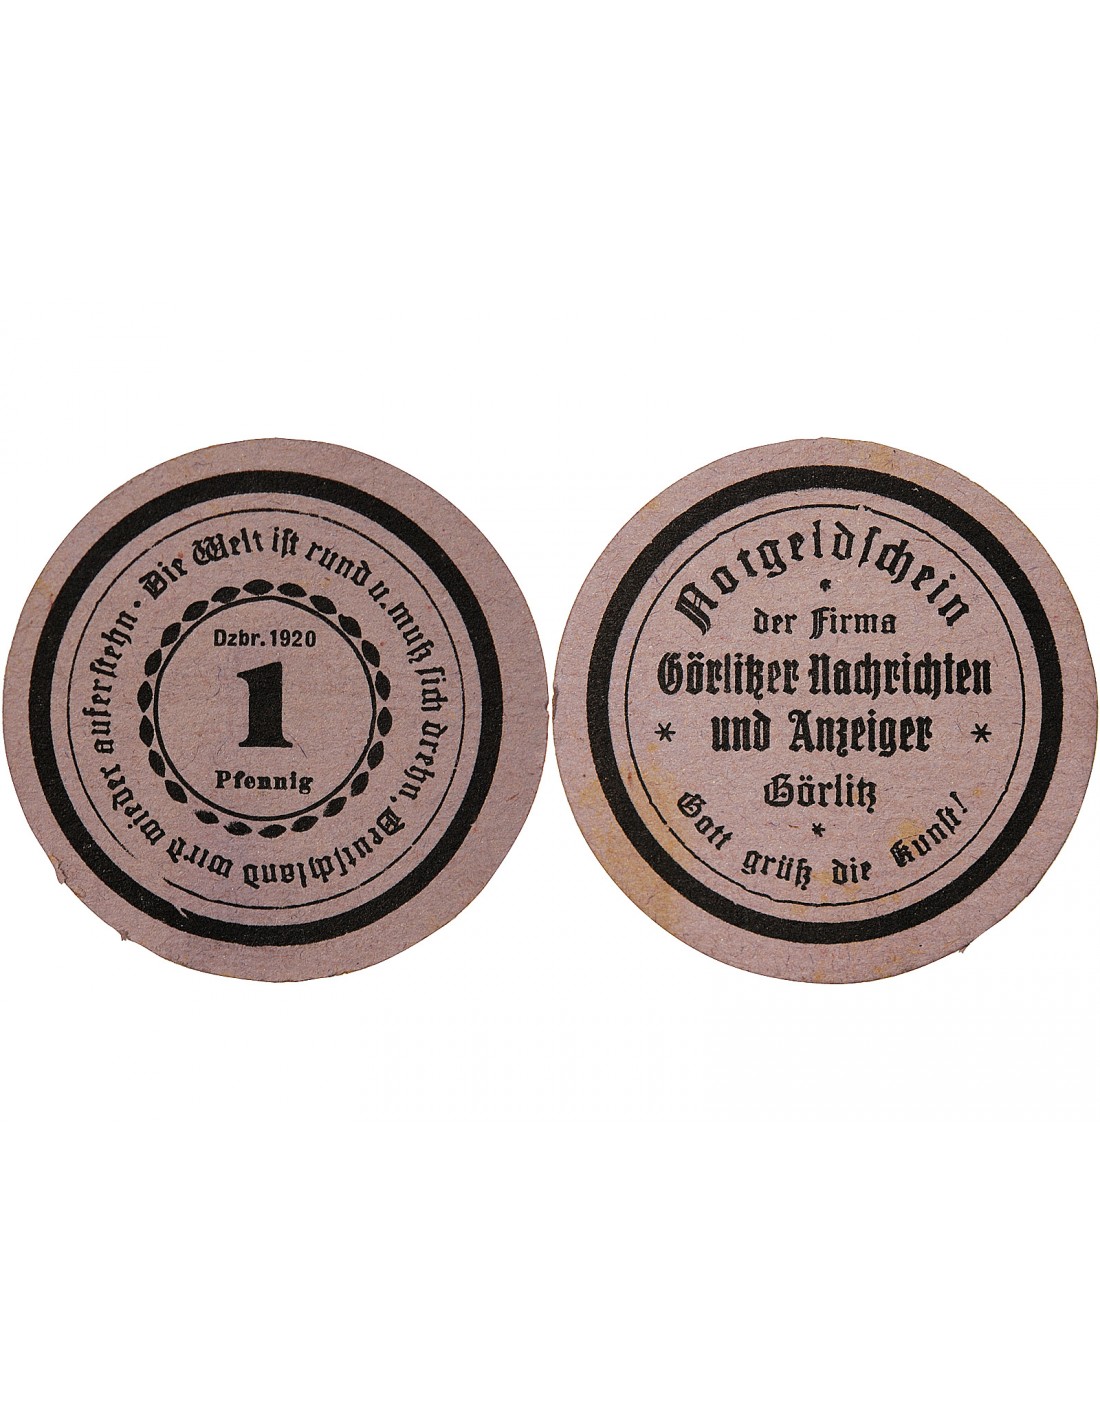 Die Welt ist rund u. muß sich drehn, Deutschland wird wieder auferstehn.
Dzbr. 1920
1
Pfennig
Notgeldschein
*
der Firma
Görlitzer Nachrichten
* und Anzeiger *
Görlitz
*
Gott grüß die Kunst!